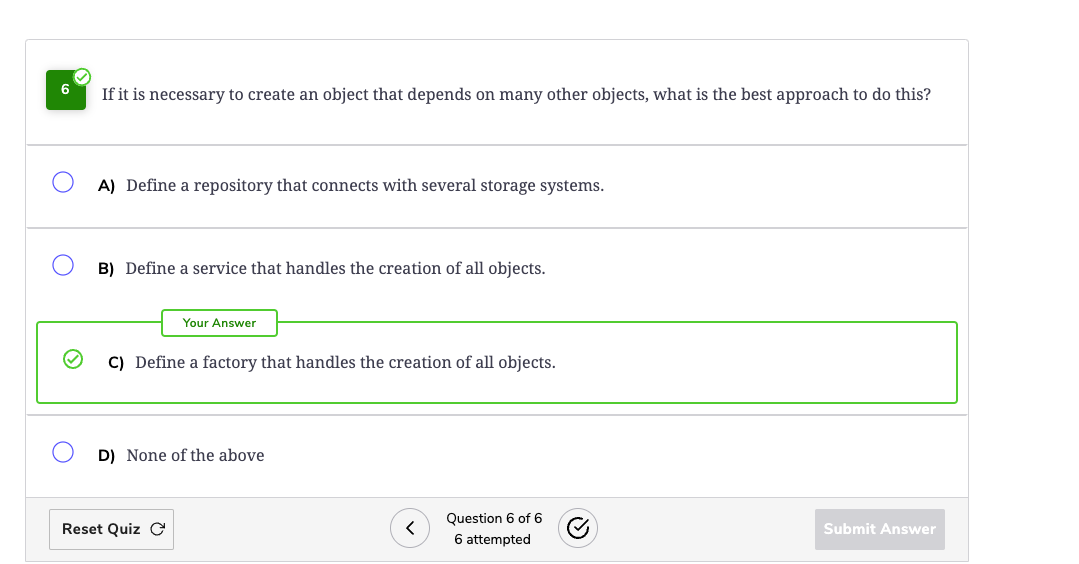 6 If it is necessary to create an object that depends on many other objects, what is the best approach to do this?
A) Define a repository that connects with several storage systems.
B) Define a service that handles the creation of all objects.
Your Answer
C) Define a factory that handles the creation of all objects.
D) None of the above
Reset Quiz
Question 6 of 6
6 attempted
Submit Answer